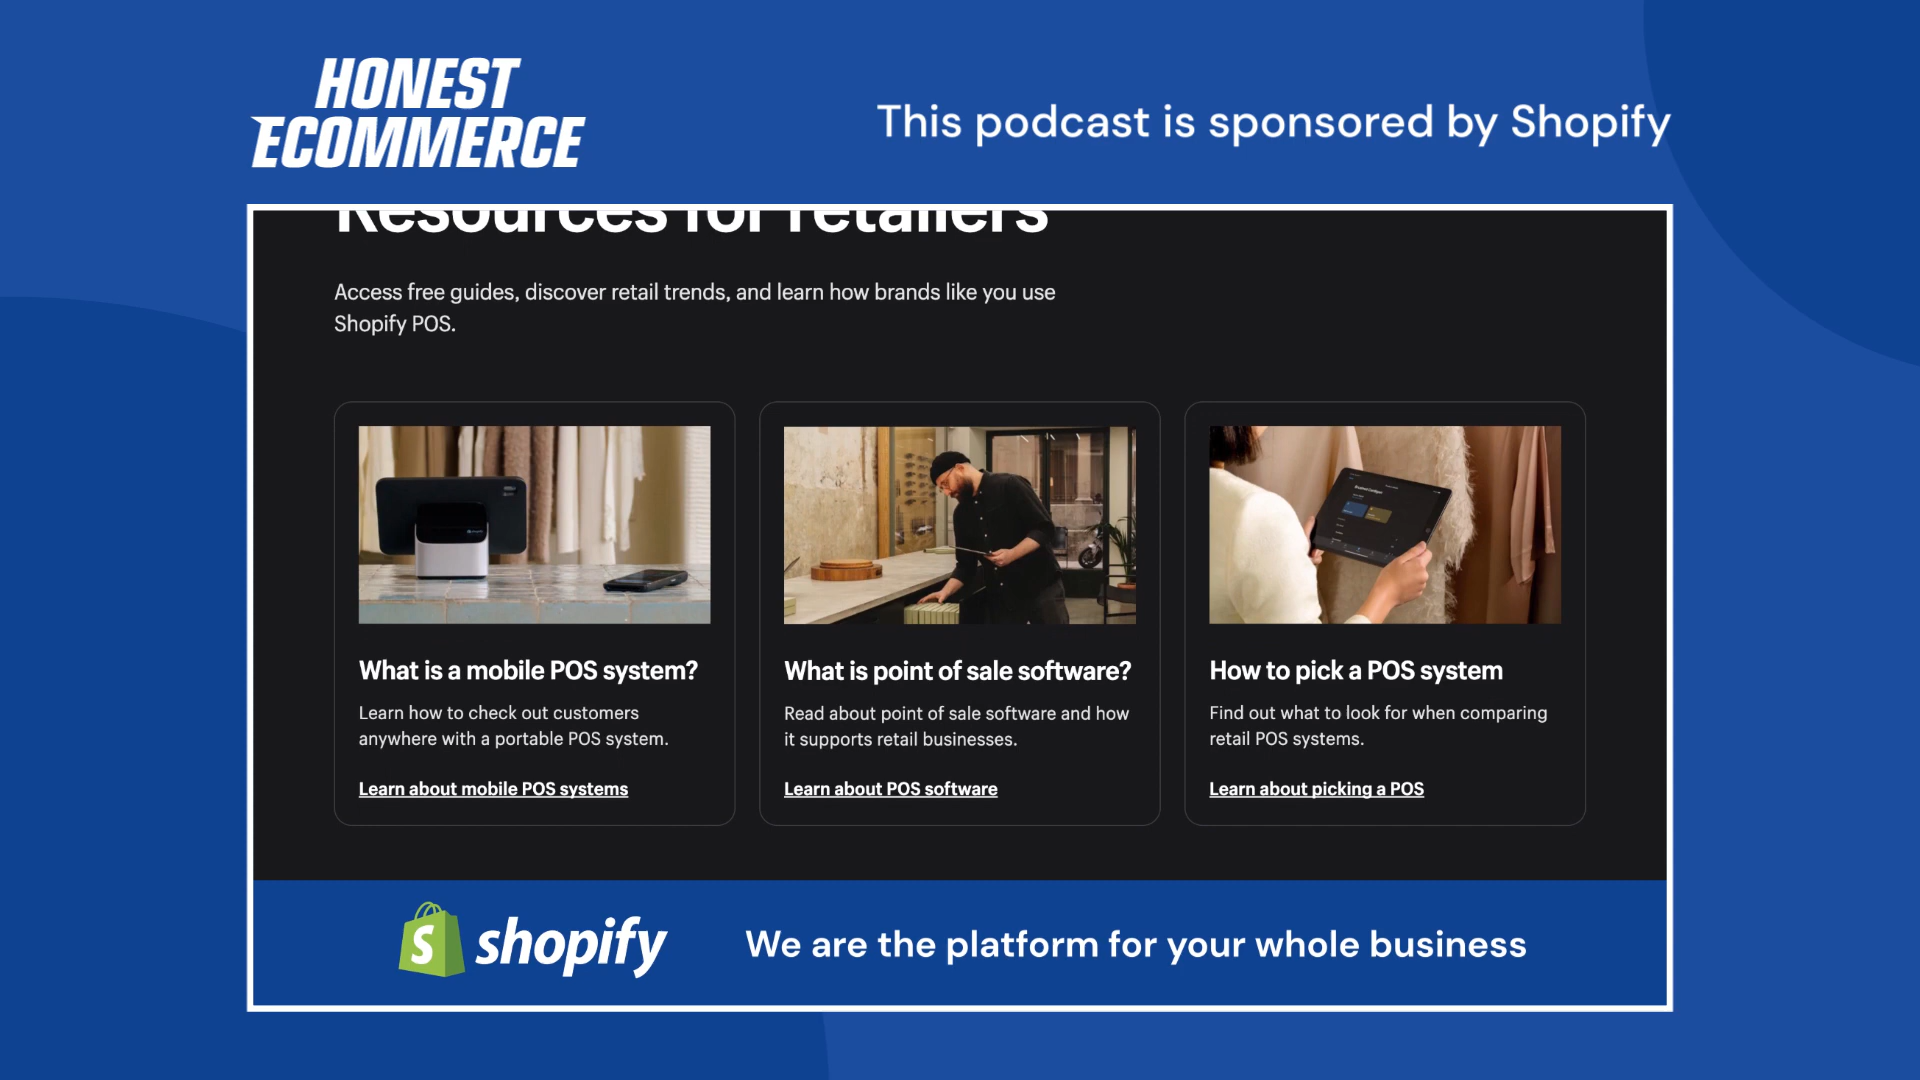 HONEST
ECOMMERCE
This podcast is sponsored by Shopify
Resources for retailers
Access free guides, discover retail trends, and learn how brands like you use
Shopify POS.
What is a mobile POS system?
Learn how to check out customers
anywhere with a portable POS system.
Learn about mobile POS systems
What is point of sale software?
Read about point of sale software and how
it supports retail businesses.
Learn about POS software
How to pick a POS system
Find out what to look for when comparing
retail POS systems.
Learn about picking a POS
shopify
We are the platform for your whole business